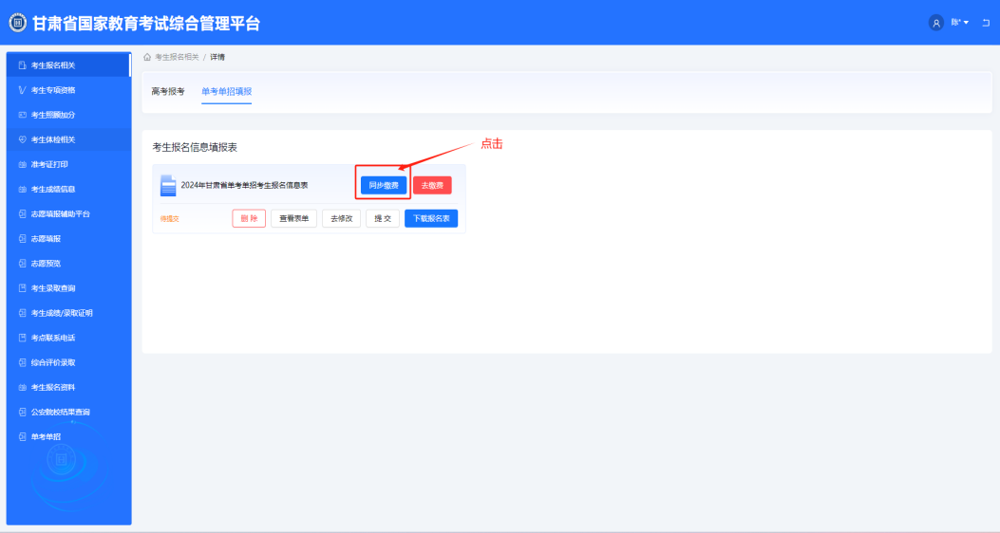 甘肃省国家教育考试综合管理平台
陈*
考生报名相关
考生专项资格
考生照顾加分
考生体检相关
准考证打印
考生成绩信息
志愿填报辅助平台
志愿填报
志愿预览
考生录取查询
考生成绩/录取证明
考点联系电话
综合评价录取
考生报名资料
公安院校结果查询
单考单招
考生报名相关 / 详情
高考报考 单考单招填报
考生报名信息填报表
点击
2024年甘肃省单考单招考生报名信息表 同步缴费 去缴费
待提交 删 除 查看表单 去修改 提 交 下载报名表